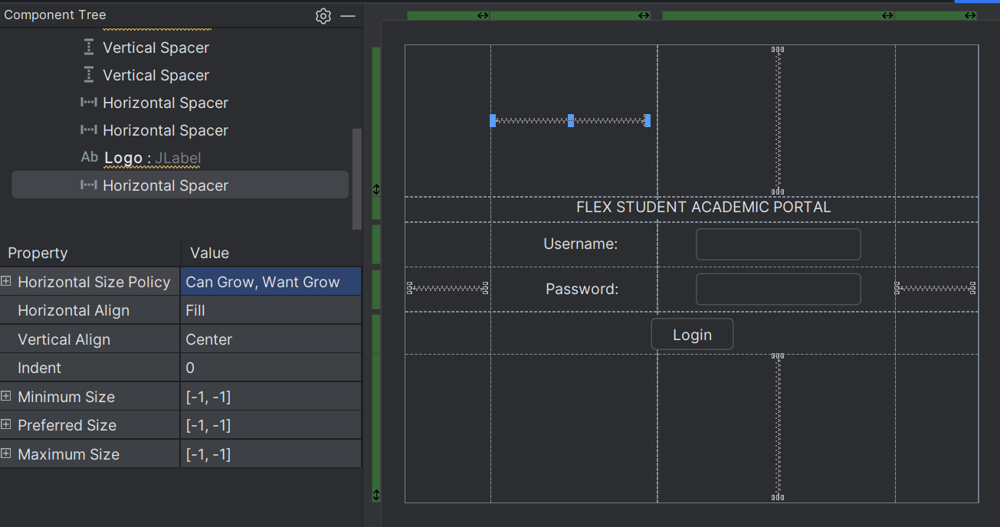 Component Tree
Vertical Spacer
Vertical Spacer
Horizontal Spacer
Horizontal Spacer
Ab Logo : JLabel
Horizontal Spacer
Property Value
Horizontal Size Policy Can Grow, Want Grow
Horizontal Align Fill
Vertical Align Center
Indent 0
Minimum Size [-1, -1]
Preferred Size [-1, -1]
Maximum Size [-1, -1]
FLEX STUDENT ACADEMIC PORTAL
Username:
Password:
Login